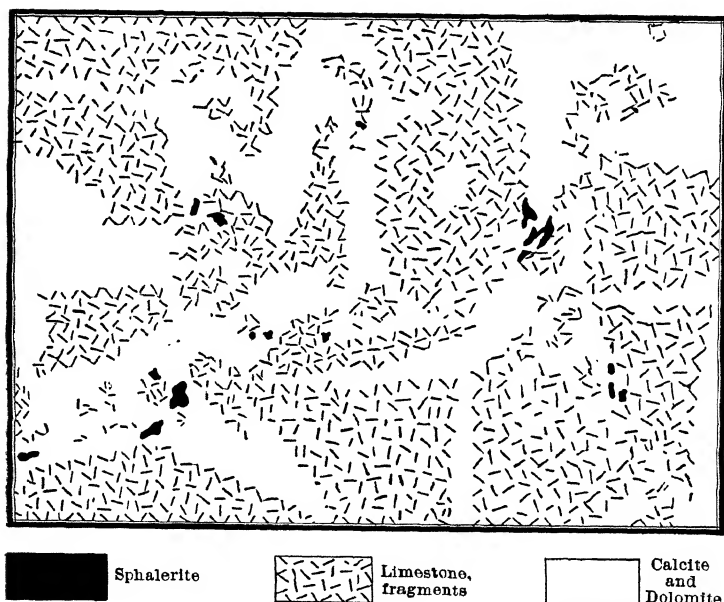 Sphalerite
Limestone,
fragments
Calcite
and
Dolomite